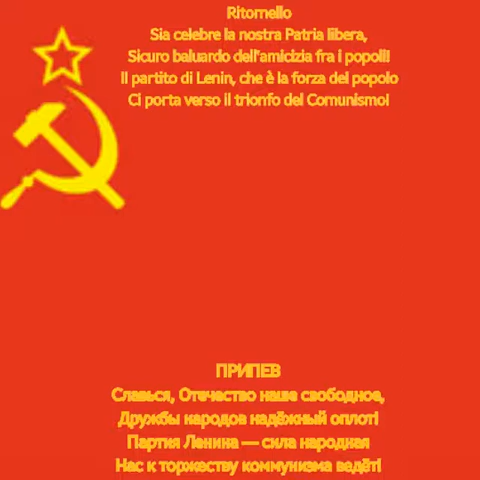 Ritornello
Sia celebre la nostra Patria libera,
Sicuro baluardo dell'amicizia fra i popoli!
Il partito di Lenin, che è la forza del popolo
Ci porta verso il trionfo del Comunismo!
ПРИПЕВ
Славься, Отечество наше свободное,
Дружбы народов надёжный оплот!
Партия Ленина — сила народная
Нас к торжеству коммунизма ведёт!